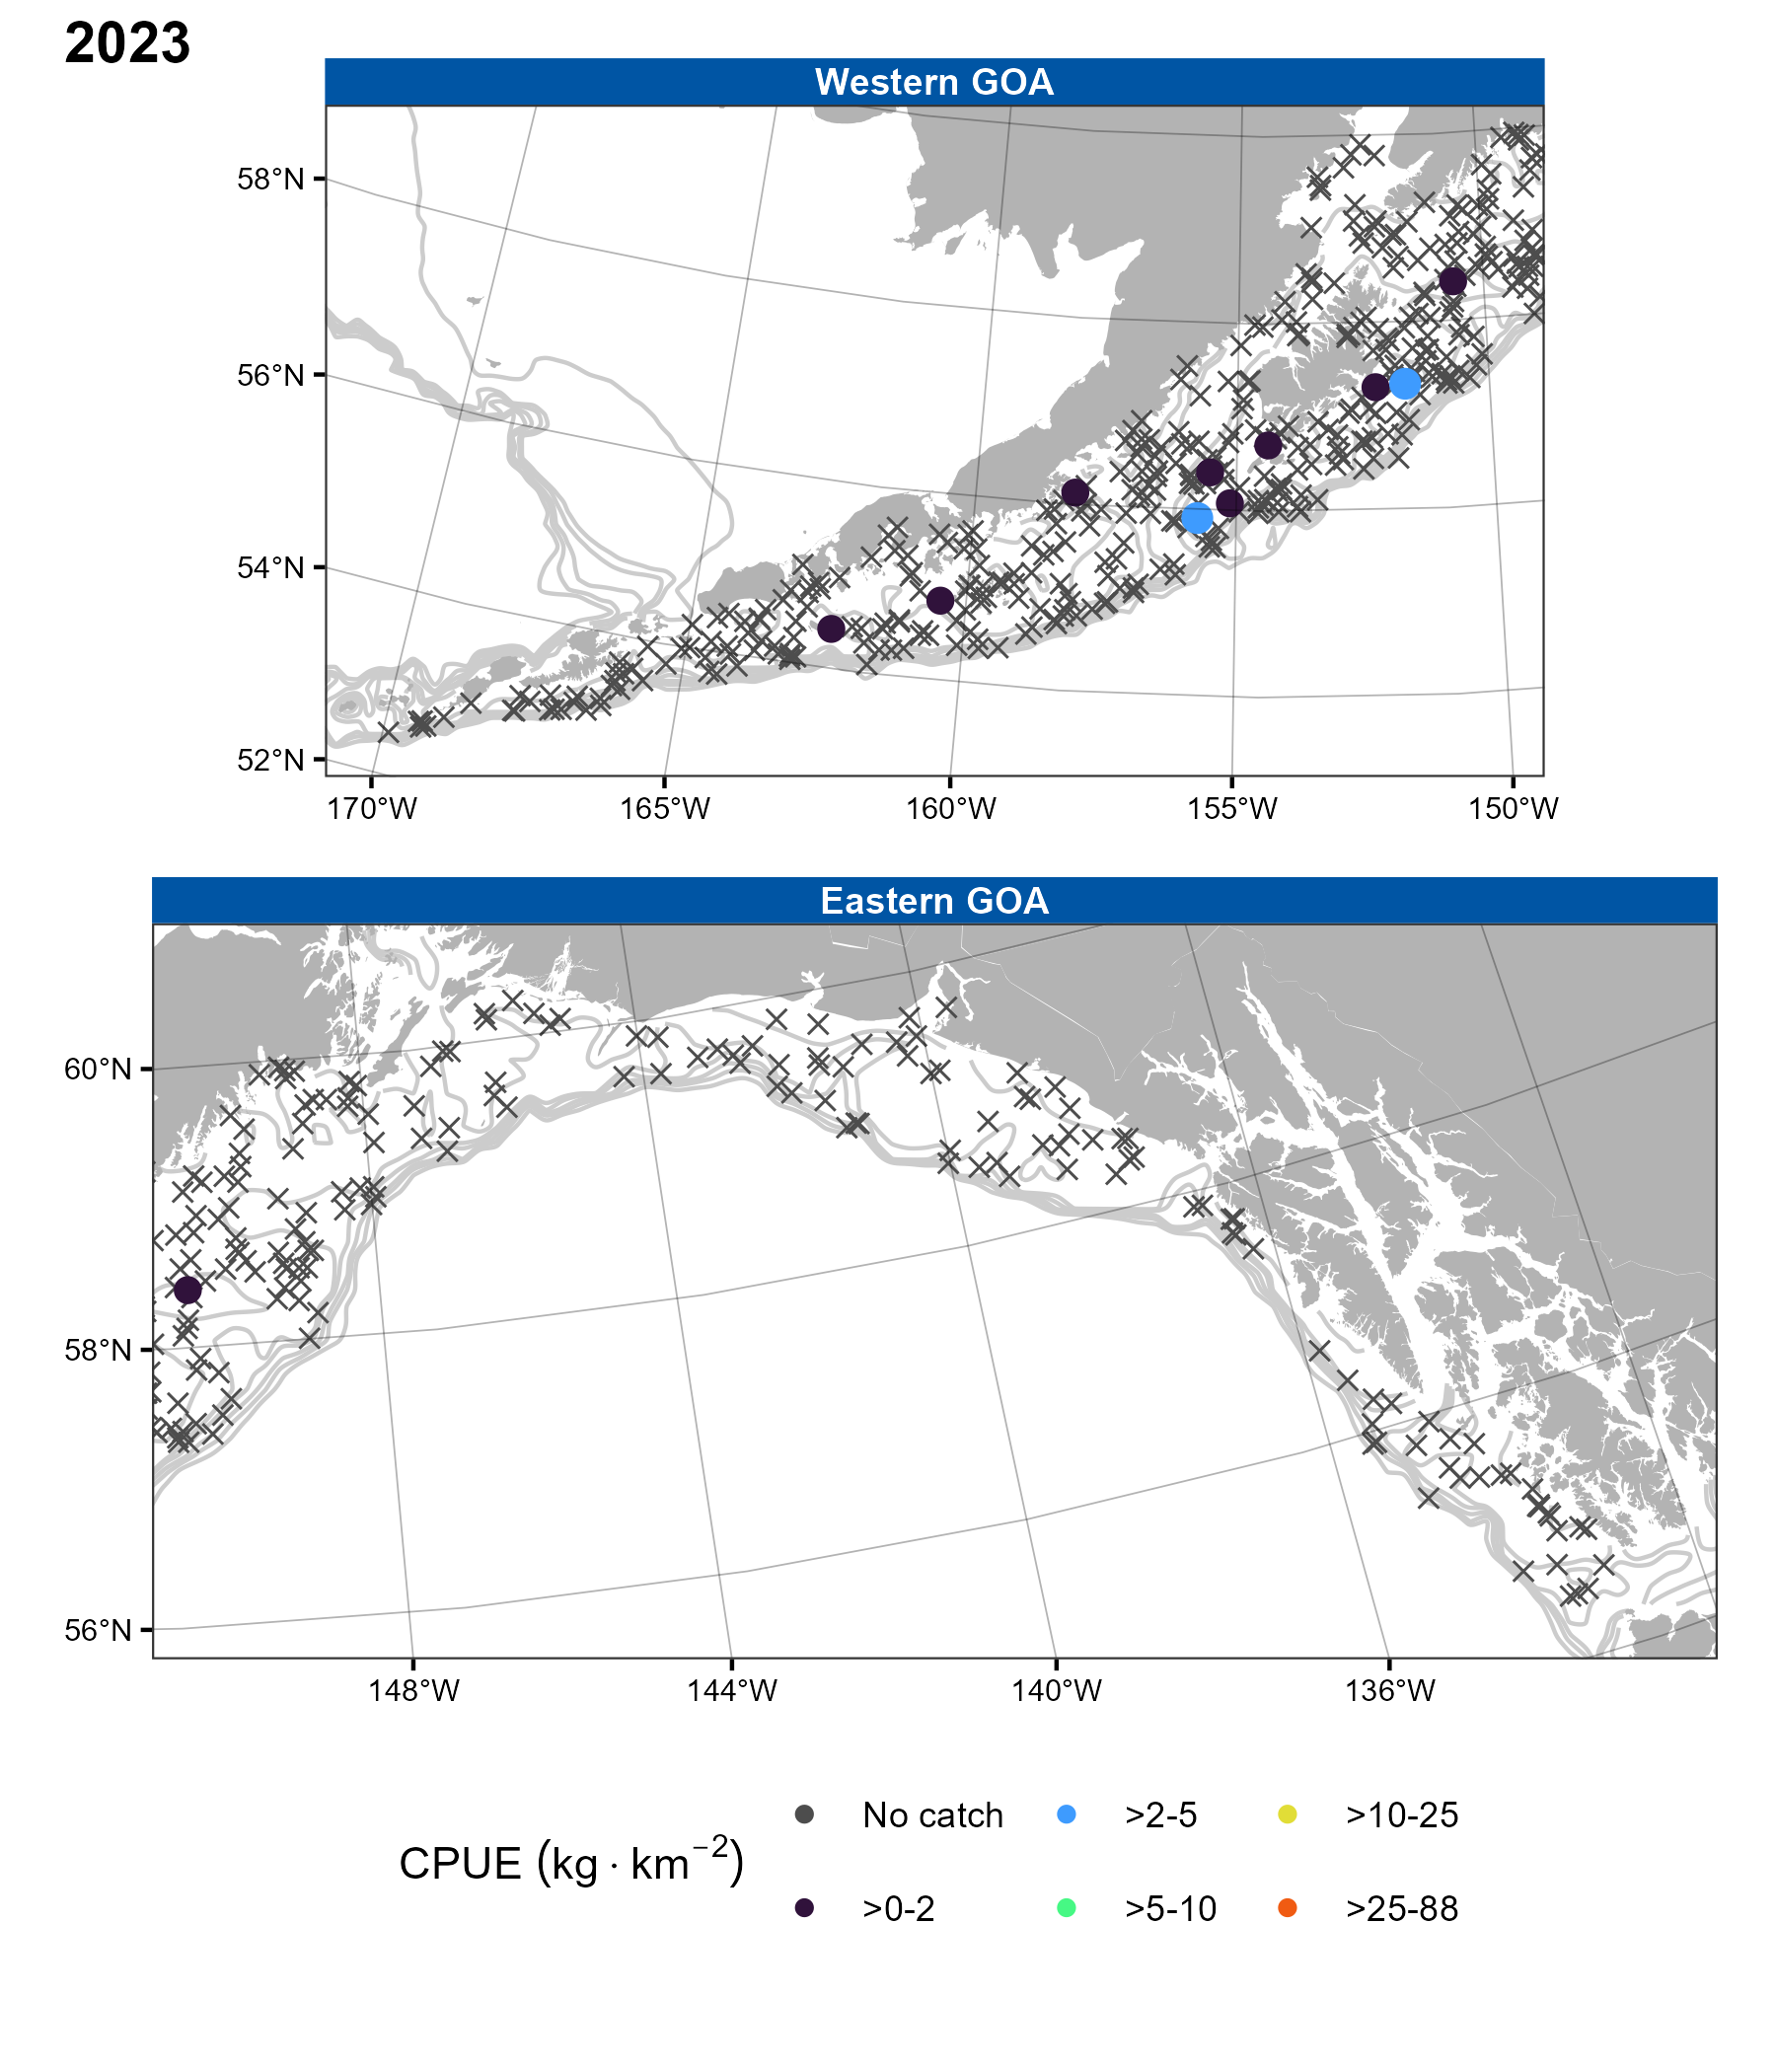 2023
Western GOA
58°N
56°N
54°N
52°N
170°W 165°W 160°W 155°W 150°W
Eastern GOA
60°N
58°N
56°N
148°W 144°W 140°W 136°W
CPUE (kg · km⁻²)
No catch >2-5 >10-25
>0-2 >5-10 >25-88